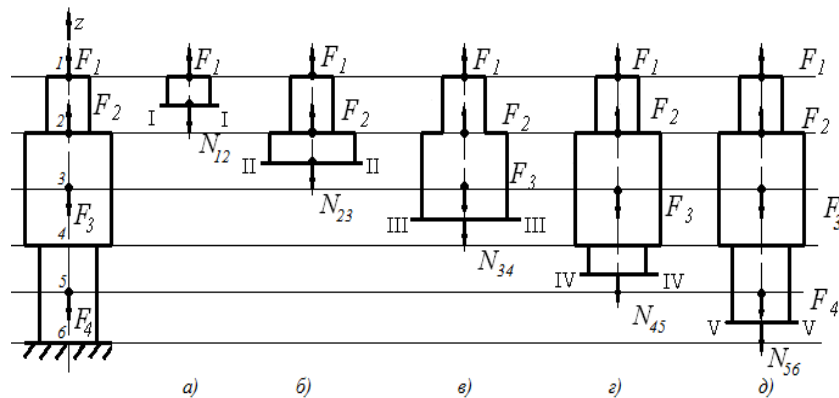 z
1 F1 F1 F1 F1 F1 F1
I I
F2 F2 F2 F2 F2
2
N12
II II
3 F3
N23
F3 F3 F3
III III
4
N34
IV IV
5
N45
F4 F4
V V
6
N56
а) б) в) г) д)